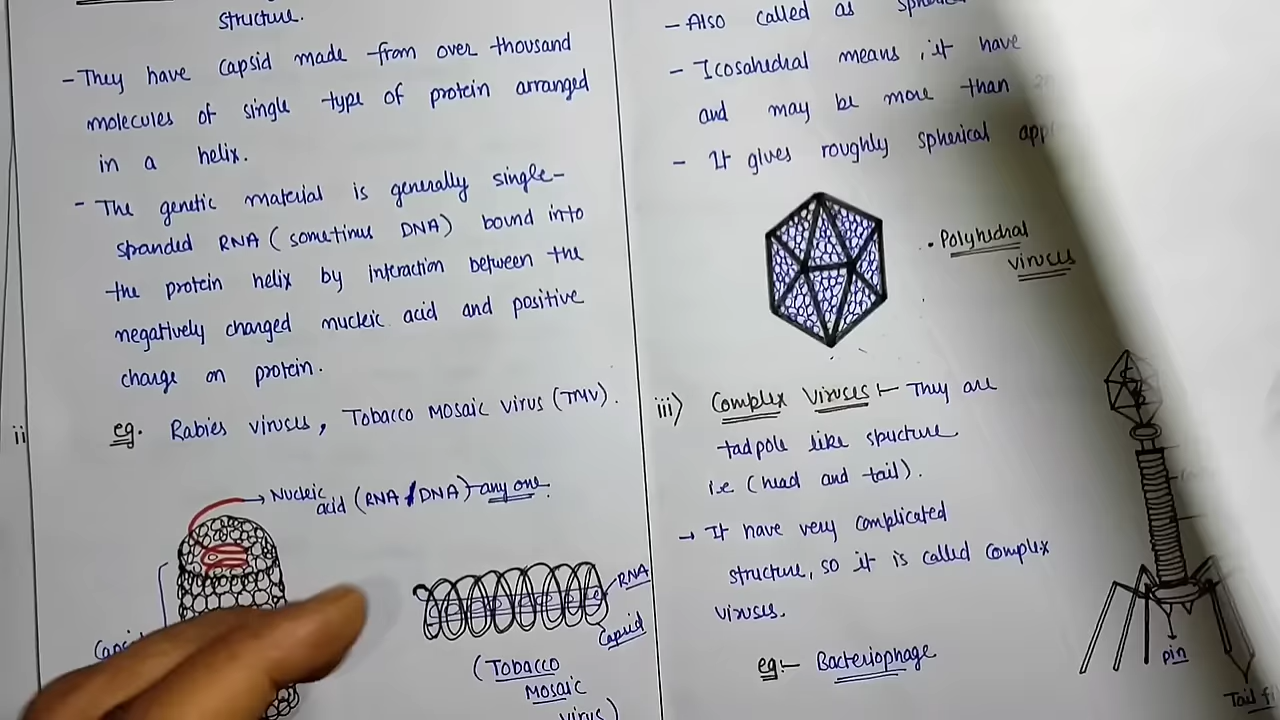 structure.
- They have capsid made from over thousand
molecules of single type of protein arranged
in a helix.
- The genetic material is generally single-
stranded RNA (sometimes DNA) bound into
the protein helix by interaction between the
negatively charged nucleic acid and positive
charge on protein.
eg. Rabies viruses, Tobacco Mosaic virus (TMV).
ii
Nucleic
acid (RNA/DNA) any one.
RNA
Capsid
(Tobacco
Mosaic
virus)
- Also called as
- Icosahedral means, it have
and may be more than
- It gives roughly spherical
. Polyhedral
viruses
iii) Complex Viruses :- They are
tadpole like structure
i.e (head and tail).
→ It have very complicated
structure, so it is called complex
viruses.
eg:- Bacteriophage
pin
Tail